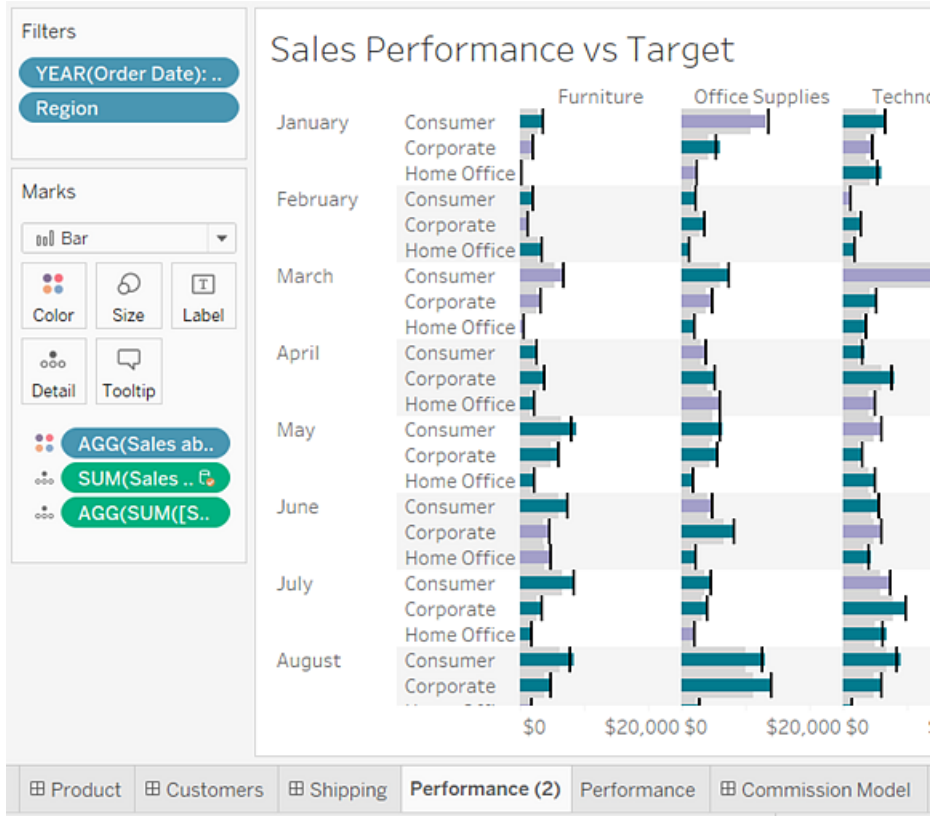 Filters
YEAR(Order Date): ..
Region
Marks
Bar
Color Size Label
Detail Tooltip
AGG(Sales ab..
SUM(Sales ..
AGG(SUM([S..
Sales Performance vs Target
Furniture Office Supplies Techno
January Consumer
Corporate
Home Office
February Consumer
Corporate
Home Office
March Consumer
Corporate
Home Office
April Consumer
Corporate
Home Office
May Consumer
Corporate
Home Office
June Consumer
Corporate
Home Office
July Consumer
Corporate
Home Office
August Consumer
Corporate
$0 $20,000 $0 $20,000 $0
Product Customers Shipping Performance (2) Performance Commission Model